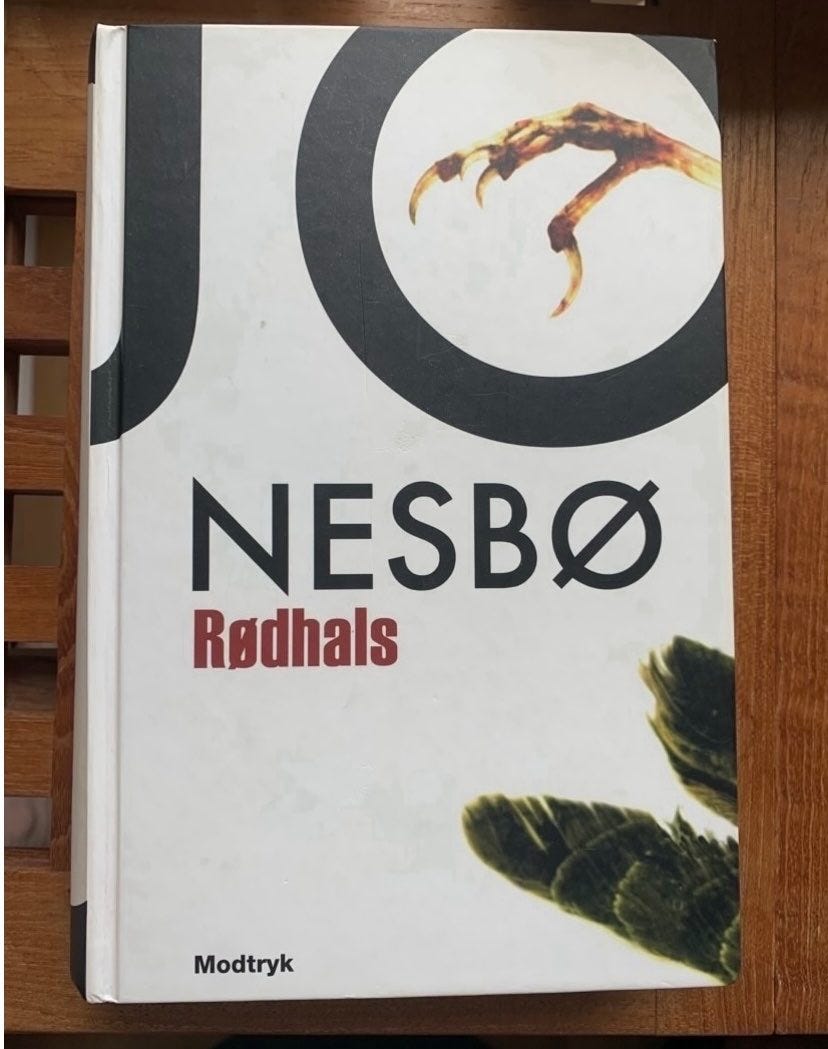 JO
NESBØ
Rødhals
Modtryk